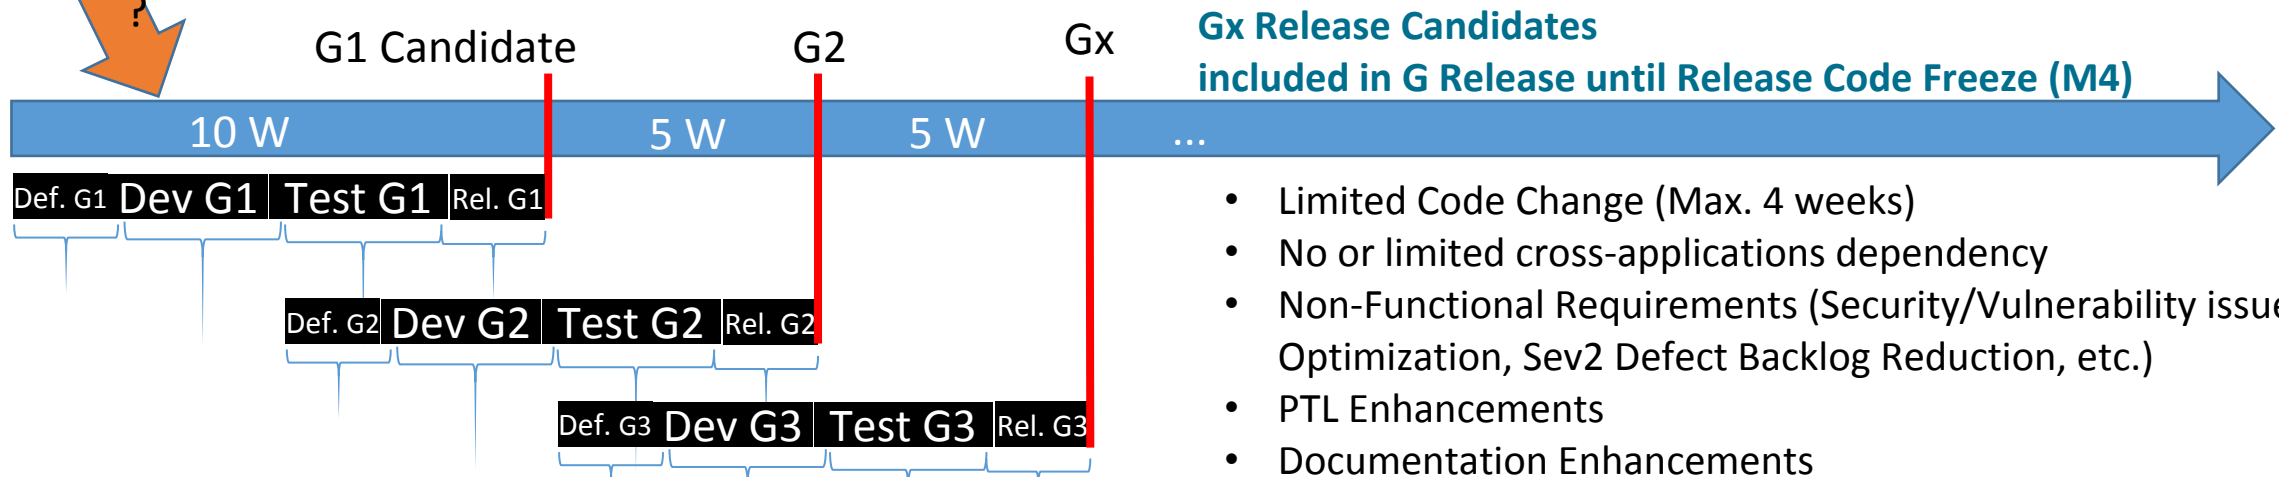 ?
G1 Candidate
G2
Gx
Gx Release Candidates
included in G Release until Release Code Freeze (M4)
10 W
5 W
5 W
...
Def. G1
Dev G1
Test G1
Rel. G1
Def. G2
Dev G2
Test G2
Rel. G2
Def. G3
Dev G3
Test G3
Rel. G3
• Limited Code Change (Max. 4 weeks)
• No or limited cross-applications dependency
• Non-Functional Requirements (Security/Vulnerability issue
Optimization, Sev2 Defect Backlog Reduction, etc.)
• PTL Enhancements
• Documentation Enhancements